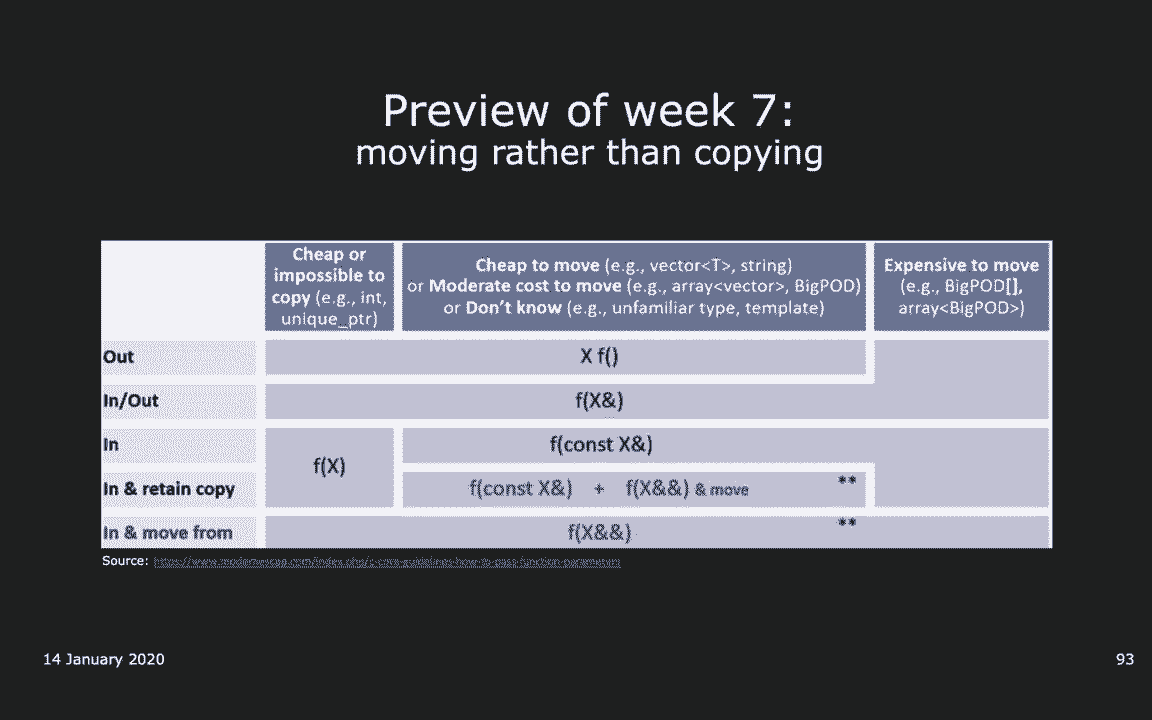 Preview of week 7:
moving rather than copying
Cheap or
impossible to
copy (e.g., int,
unique_ptr)
Cheap to move (e.g., vector<T>, string)
or Moderate cost to move (e.g., array<vector>, BigPOD)
or Don't know (e.g., unfamiliar type, template)
Expensive to move
(e.g., BigPOD[],
array<BigPOD>)
Out
X f()
In/Out
f(X&)
In
f(X)
f(const X&)
In & retain copy
f(const X&) + f(X&&) & move **
In & move from
f(X&&) **
Source:
14 January 2020
93